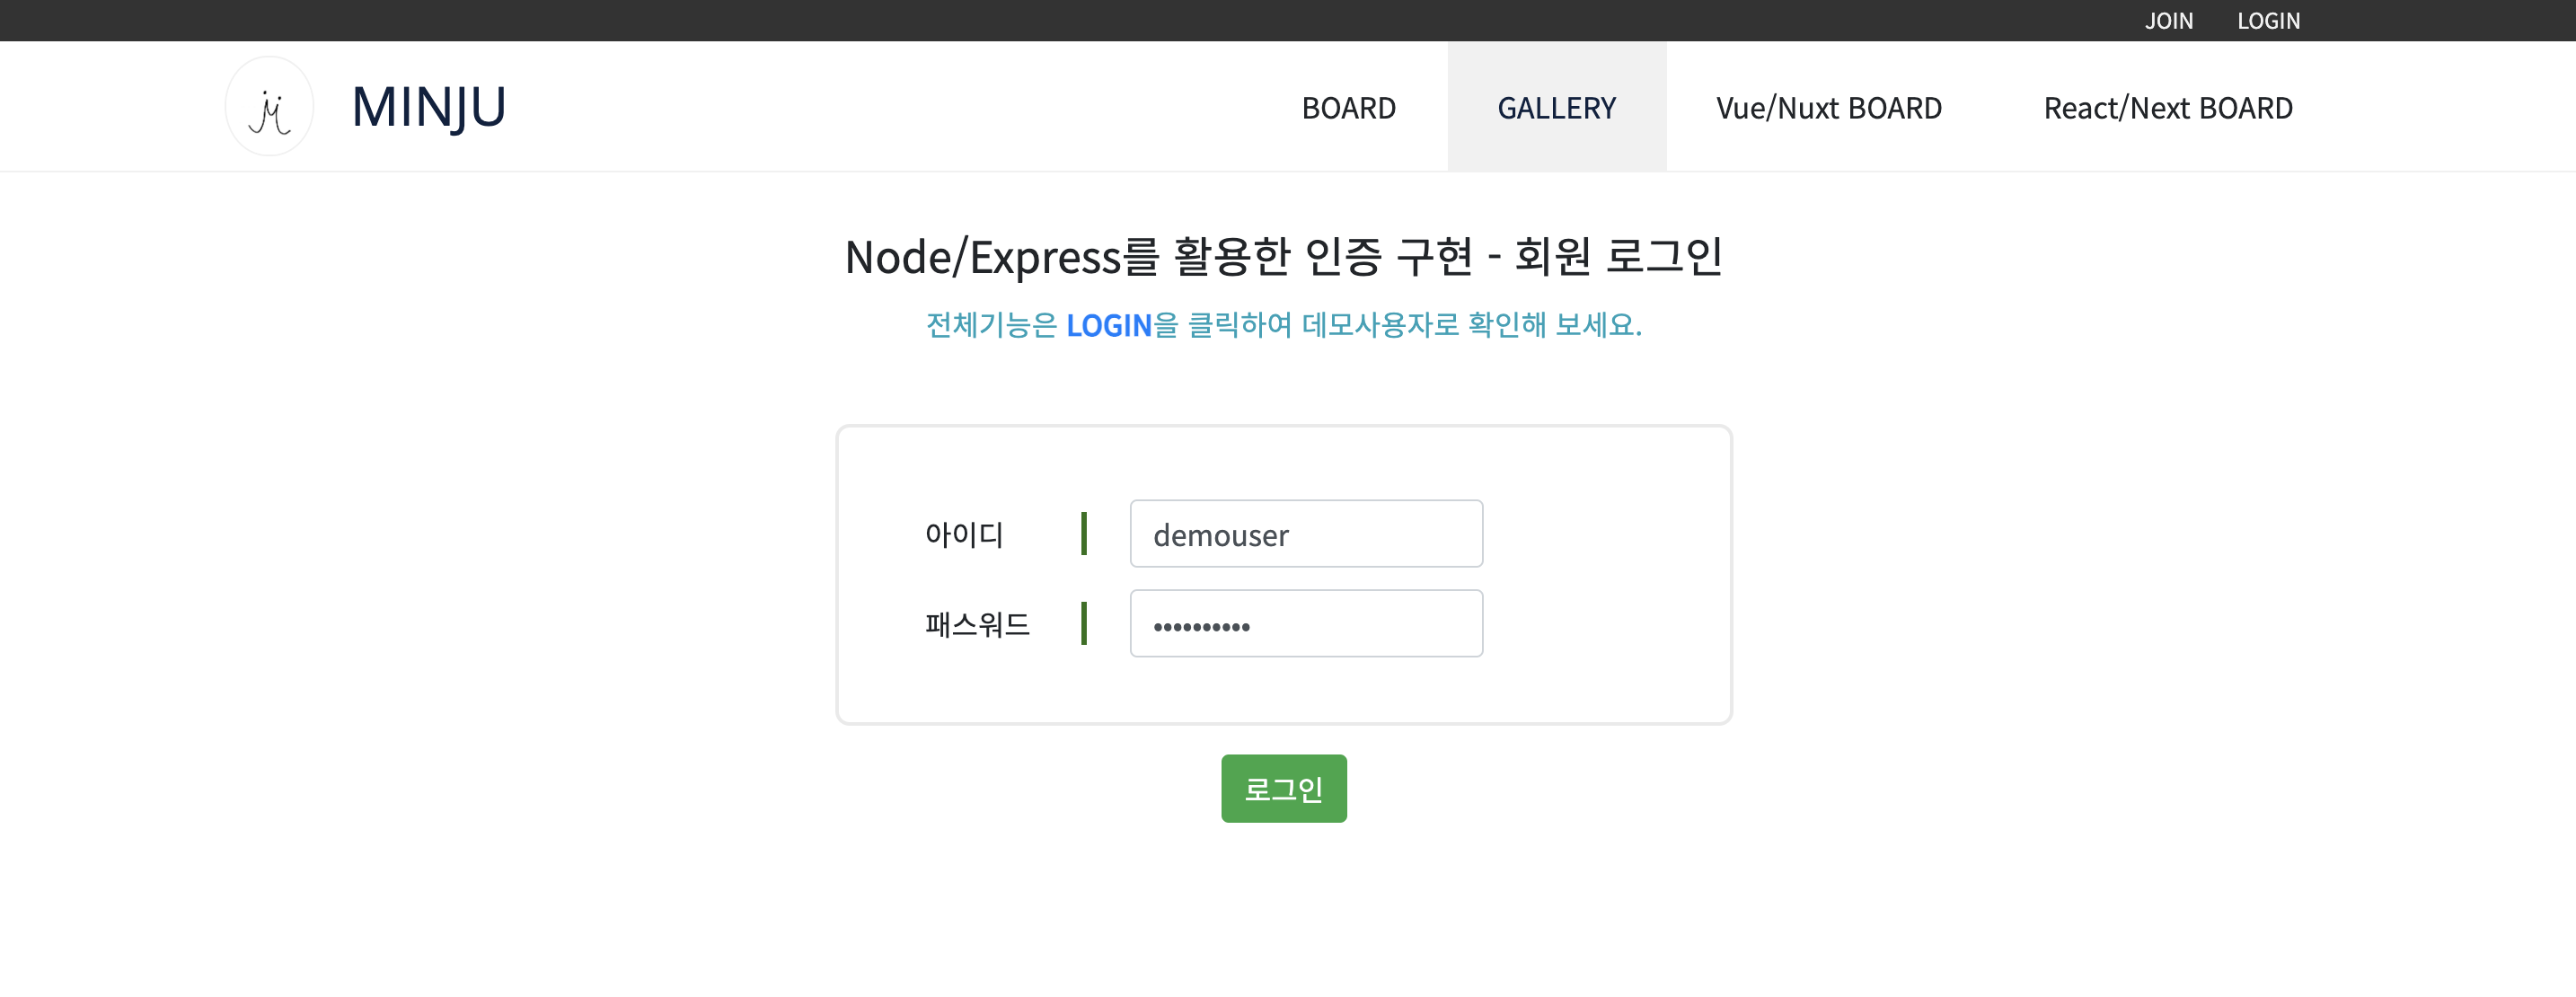 JOIN LOGIN
MINJU BOARD GALLERY Vue/Nuxt BOARD React/Next BOARD
Node/Express를 활용한 인증 구현 - 회원 로그인
전체기능은 LOGIN을 클릭하여 데모사용자로 확인해 보세요.
아이디 demouser
패스워드 ••••••••••
로그인